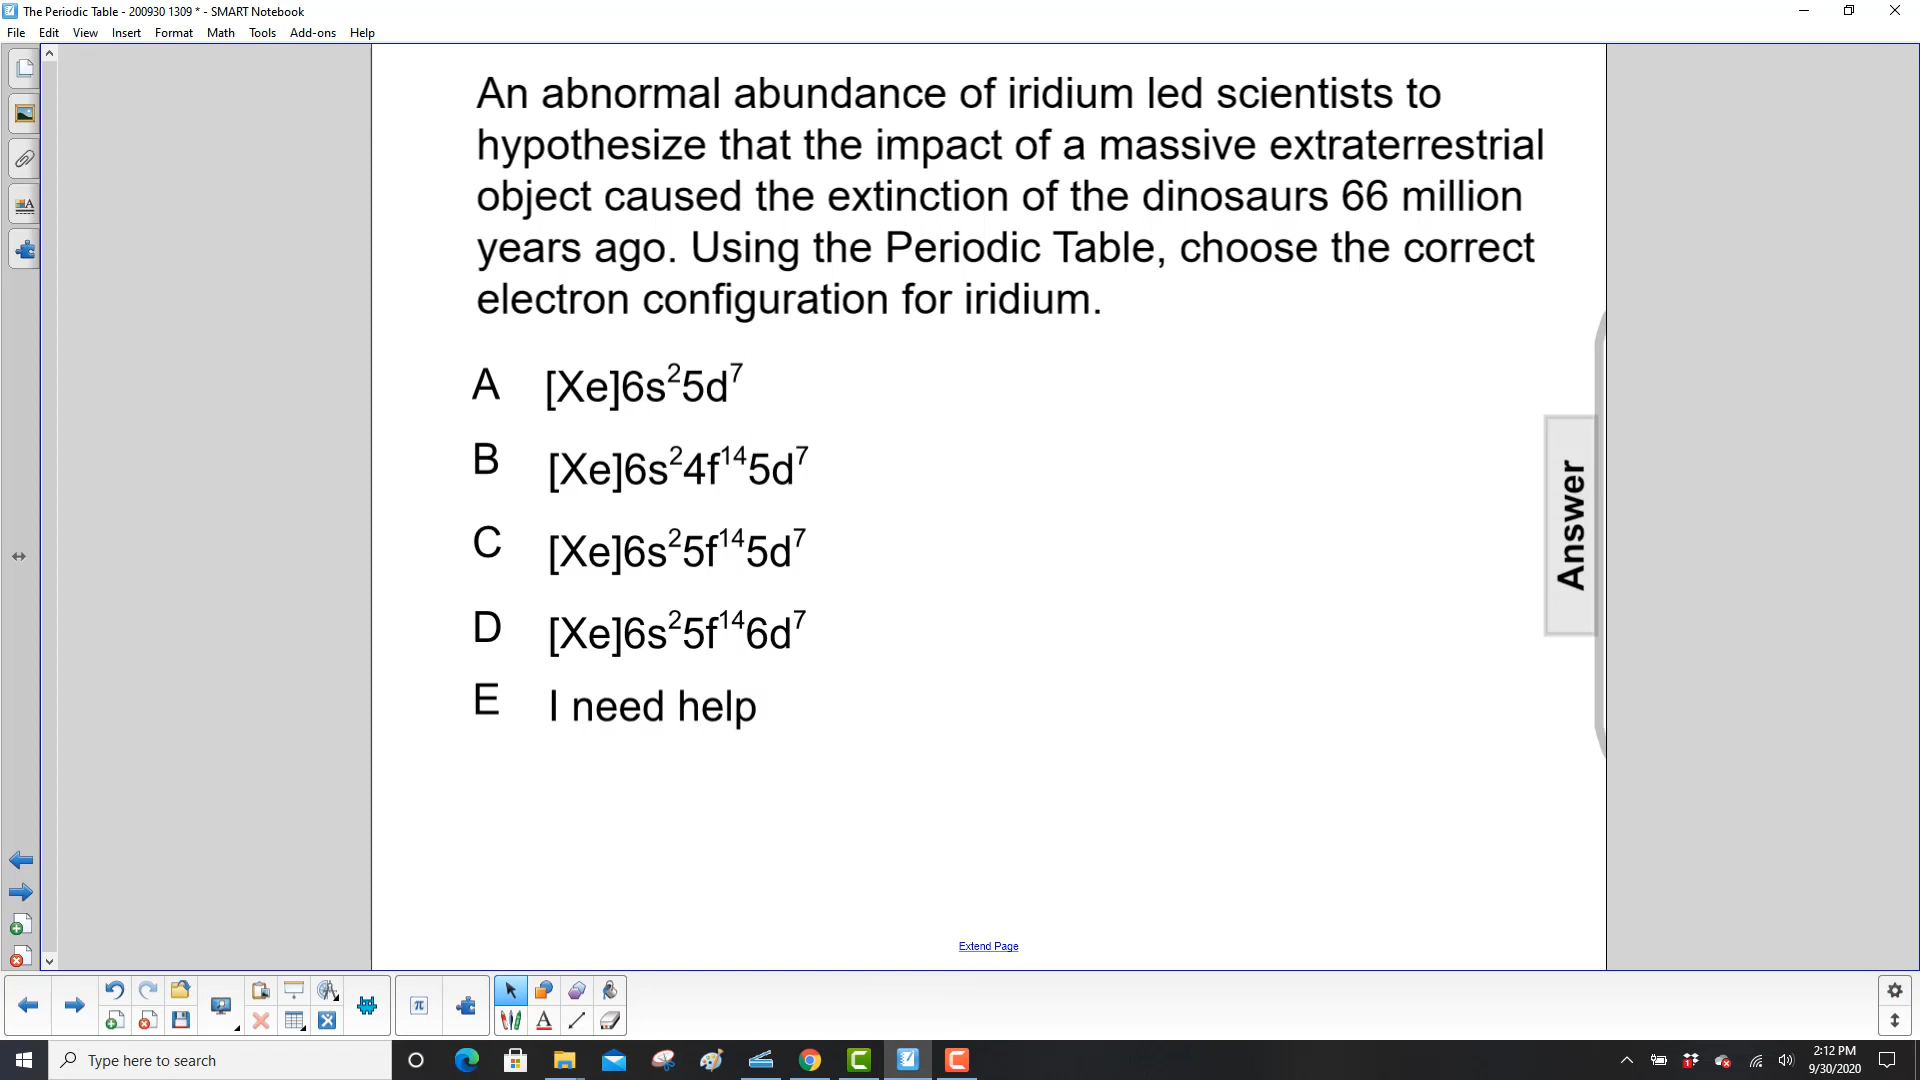 The Periodic Table - 200930 1309 * - SMART Notebook
File Edit View Insert Format Math Tools Add-ons Help
An abnormal abundance of iridium led scientists to
hypothesize that the impact of a massive extraterrestrial
object caused the extinction of the dinosaurs 66 million
years ago. Using the Periodic Table, choose the correct
electron configuration for iridium.
A [Xe]6s²5d⁷
B [Xe]6s²4f¹⁴5d⁷
C [Xe]6s²5f¹⁴5d⁷
D [Xe]6s²5f¹⁴6d⁷
E I need help
Answer
Extend Page
π
A
Type here to search
2:12 PM
9/30/2020